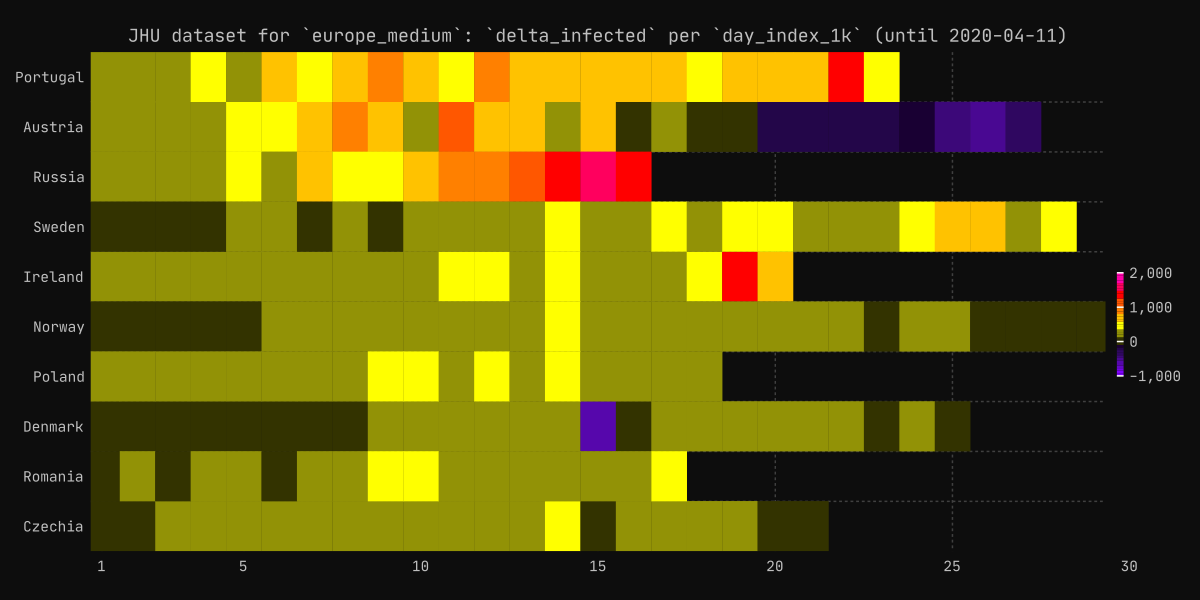 JHU dataset for `europe_medium`: `delta_infected` per `day_index_1k` (until 2020-04-11)
Portugal
Austria
Russia
Sweden
Ireland
Norway
Poland
Denmark
Romania
Czechia
2,000
1,000
0
-1,000
1 5 10 15 20 25 30